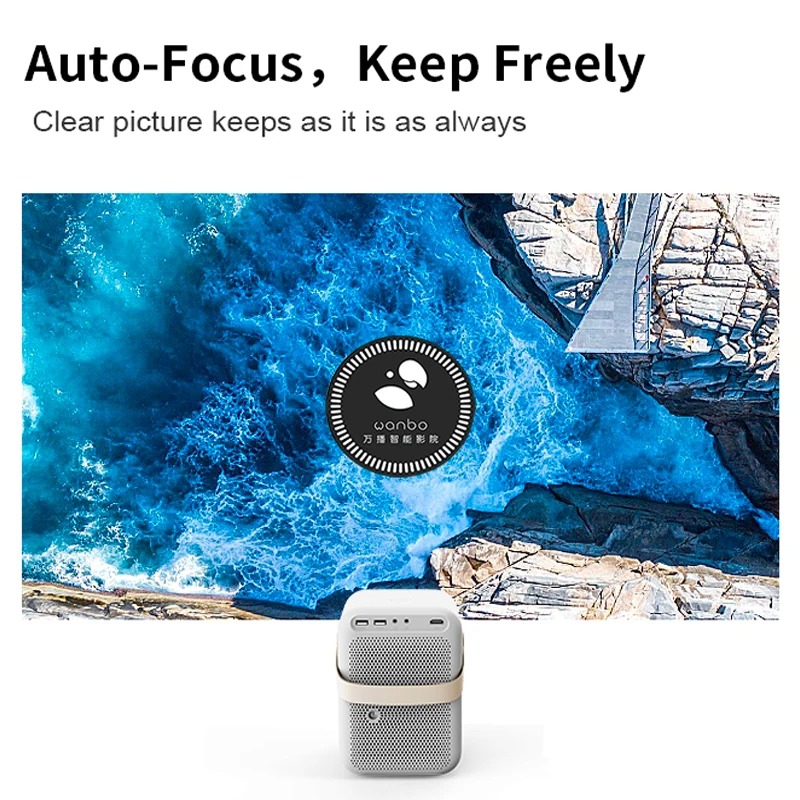 Auto-Focus，Keep Freely
Clear picture keeps as it is as always
wanbo
万播智能影院